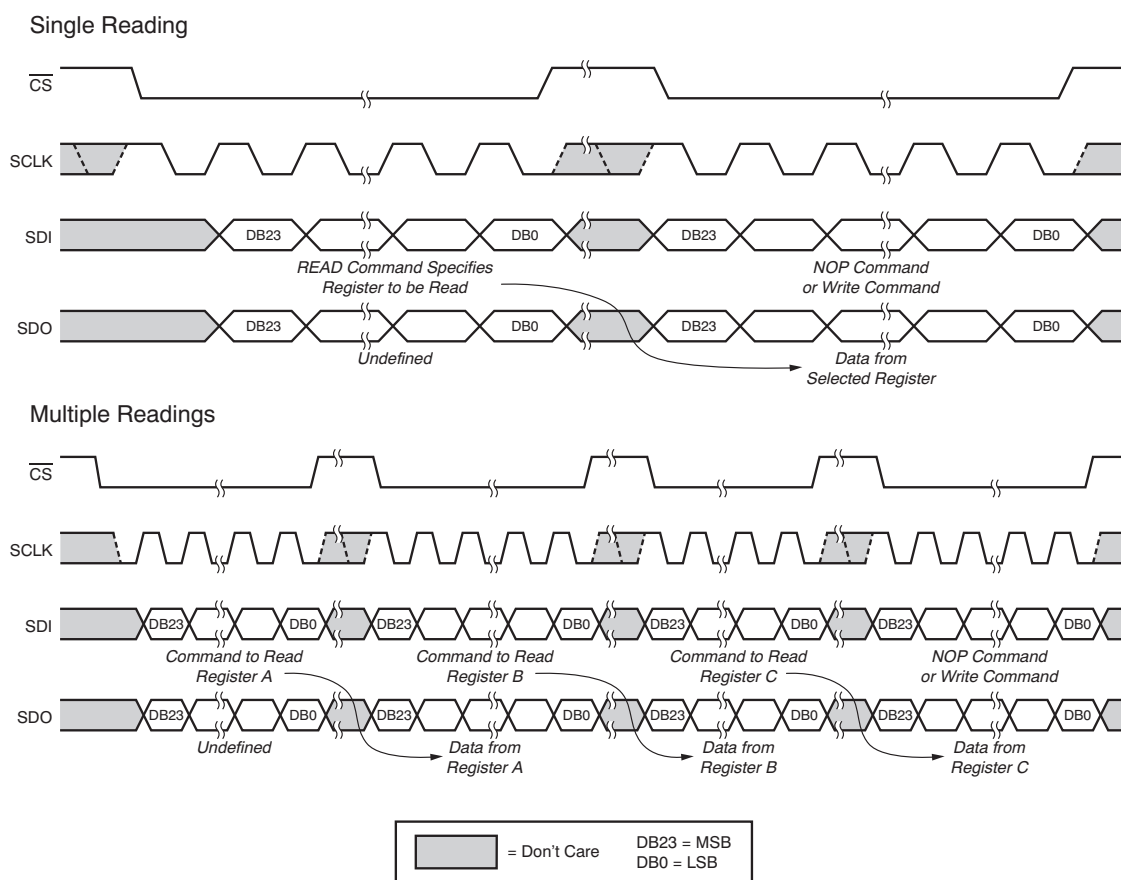 Single Reading
CS
SCLK
SDI
DB23
DB0
DB23
DB0
READ Command Specifies
Register to be Read
NOP Command
or Write Command
SDO
DB23
DB0
DB23
DB0
Undefined
Data from
Selected Register
Multiple Readings
CS
SCLK
SDI
DB23
DB0
DB23
DB0
DB23
DB0
DB23
DB0
Command to Read
Register A
Command to Read
Register B
Command to Read
Register C
NOP Command
or Write Command
SDO
DB23
DB0
DB23
DB0
DB23
DB0
DB23
DB0
Undefined
Data from
Register A
Data from
Register B
Data from
Register C
= Don't Care
DB23 = MSB
DB0 = LSB